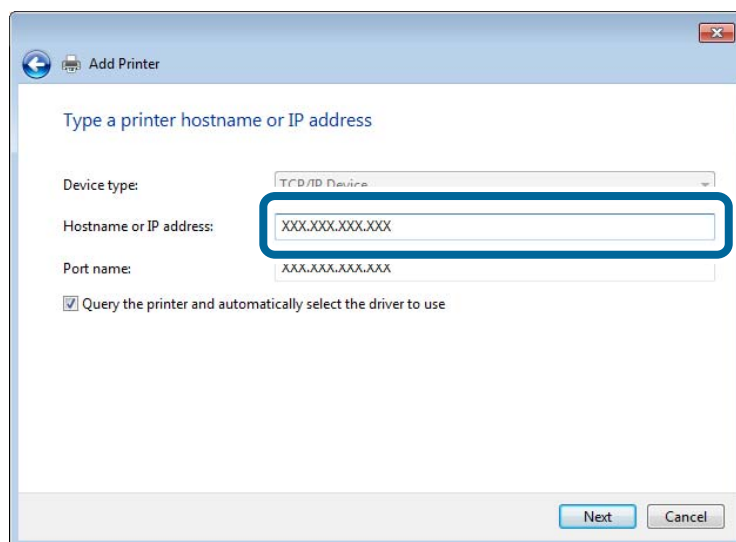 Add Printer
Type a printer hostname or IP address
Device type: TCP/IP Device
Hostname or IP address: XXX.XXX.XXX.XXX
Port name: XXX.XXX.XXX.XXX
Query the printer and automatically select the driver to use
Next Cancel